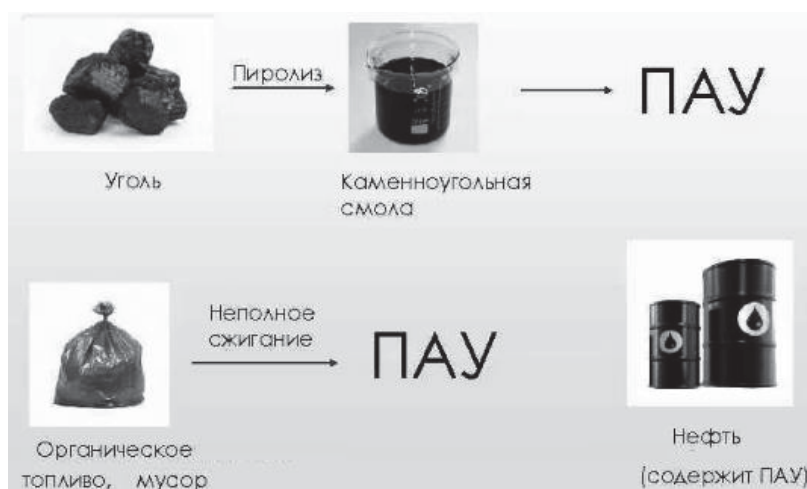 Пиролиз
ПАУ
Уголь
Каменноугольная
смола
Неполное
сжигание
ПАУ
Органическое
топливо, мусор
Нефть
(содержит ПАУ)